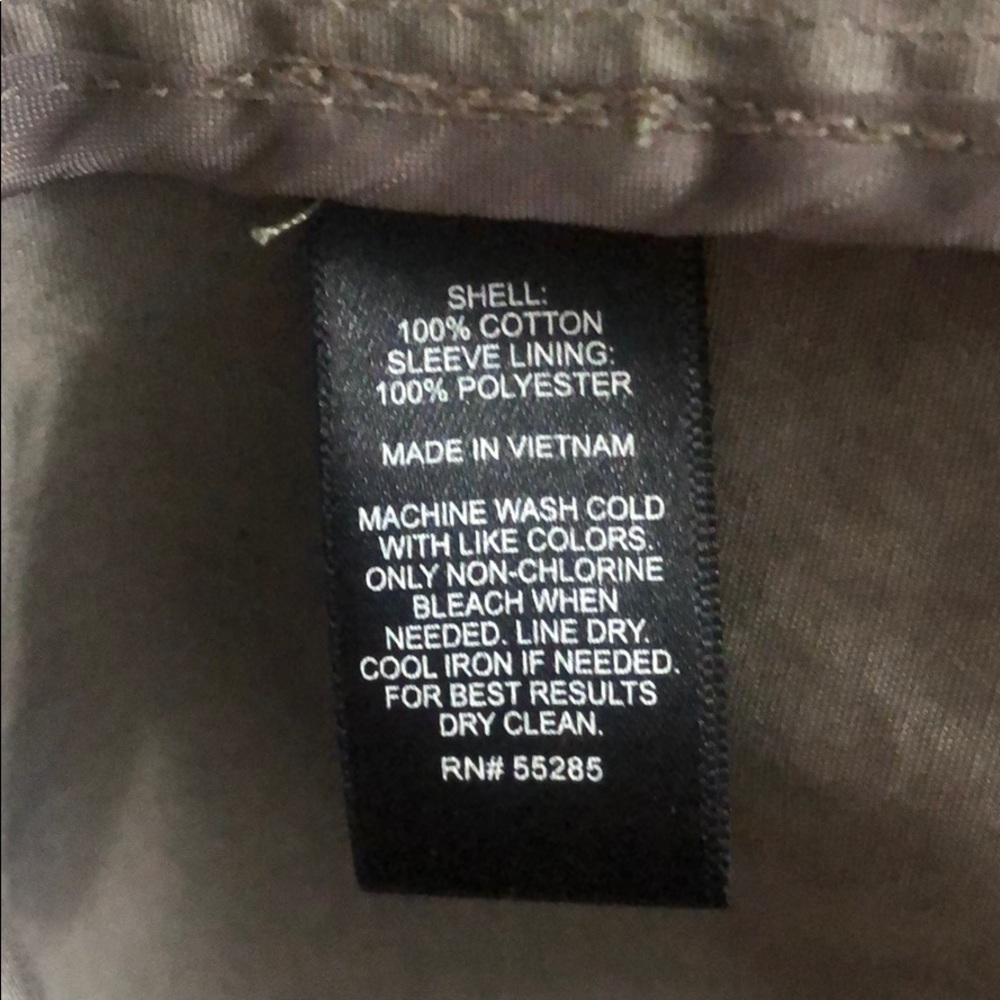 SHELL:
100% COTTON
SLEEVE LINING:
100% POLYESTER
MADE IN VIETNAM
MACHINE WASH COLD
WITH LIKE COLORS.
ONLY NON-CHLORINE
BLEACH WHEN
NEEDED. LINE DRY.
COOL IRON IF NEEDED.
FOR BEST RESULTS
DRY CLEAN.
RN# 55285